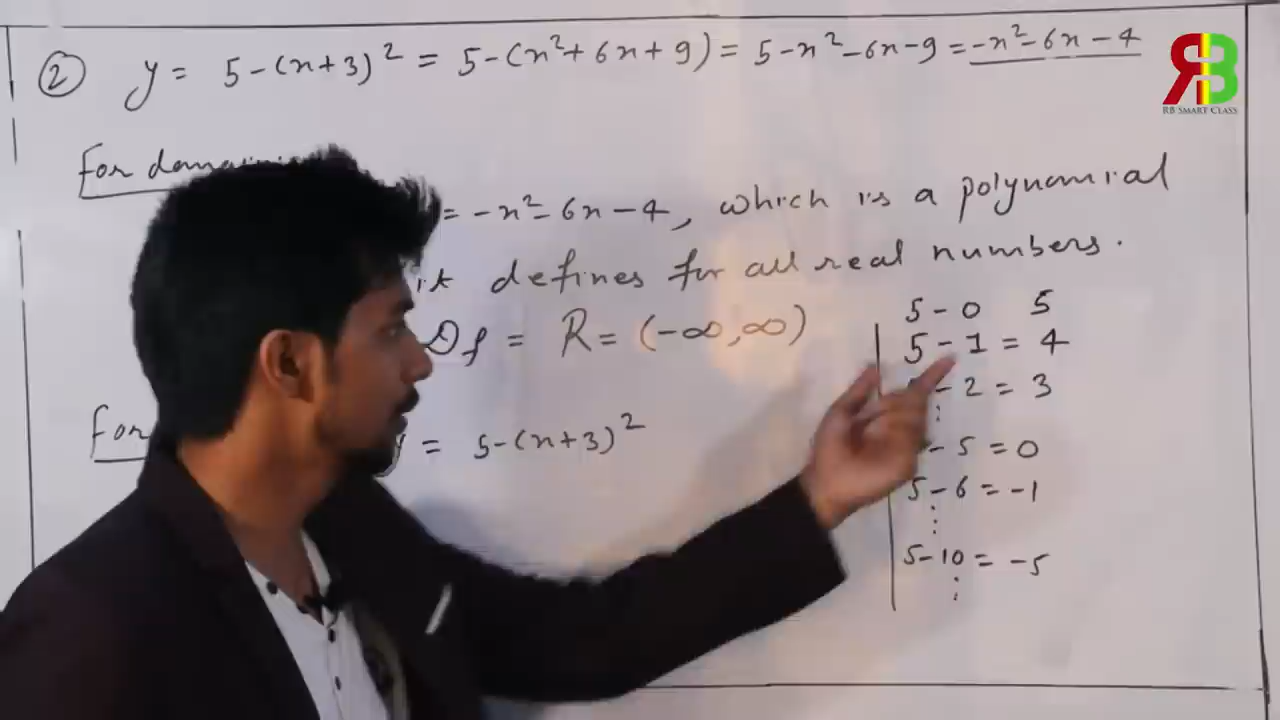 ② y = 5-(x+3)² = 5-(x²+6x+9) = 5-x²-6x-9 = -x²-6x-4
RB SMART CLASS
For
= -x²-6x-4, which is a polynomial
it defines for all real numbers.
Df = R = (-∞,∞)
For
= 5-(x+3)²
5-0 5
5-1 = 4
-2 = 3
⋮
-5 = 0
5-6 = -1
⋮
5-10 = -5
⋮